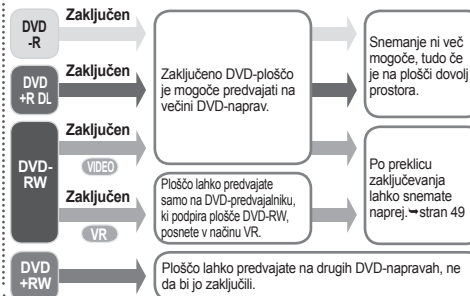 DVD
-R
Zaključen
DVD
+R DL
Zaključen
Zaključeno DVD-ploščo
je mogoče predvajati na
večini DVD-naprav.
Snemanje ni več
mogoče, tudo če
je na plošči dovolj
prostora.
DVD-
RW
Zaključen
VIDEO
Zaključen
VR
Ploščo lahko predvajate
samo na DVD-predvajalniku,
ki podpira plošče DVD-RW,
posnete v načinu VR.
Po preklicu
zaključevanja
lahko snemate
naprej.➥stran 49
DVD
+RW
Ploščo lahko predvajate na drugih DVD-napravah, ne
da bi jo zaključili.